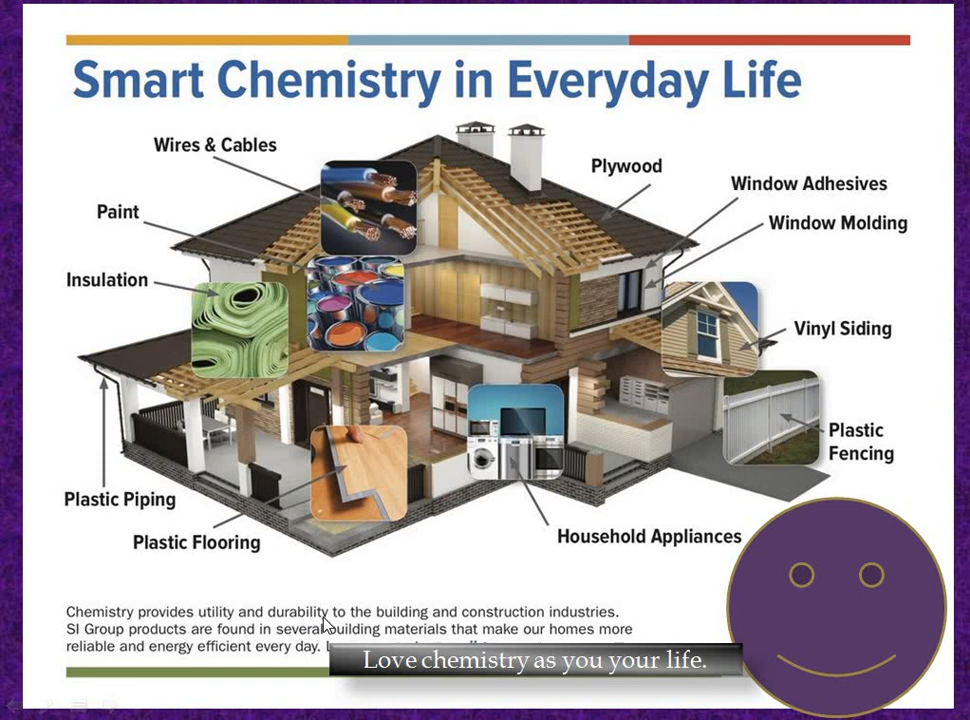 Smart Chemistry in Everyday Life
Wires & Cables
Plywood
Window Adhesives
Paint
Window Molding
Insulation
Vinyl Siding
Plastic
Fencing
Plastic Piping
Plastic Flooring
Household Appliances
Chemistry provides utility and durability to the building and construction industries.
SI Group products are found in several building materials that make our homes more
reliable and energy efficient every day.
Love chemistry as you your life.